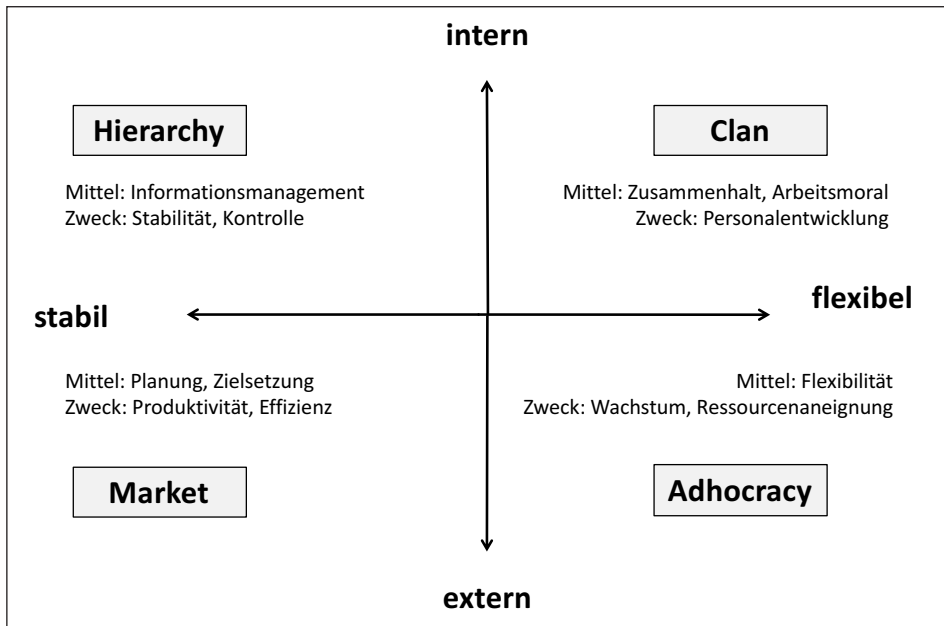 intern
Hierarchy
Mittel: Informationsmanagement
Zweck: Stabilität, Kontrolle
Clan
Mittel: Zusammenhalt, Arbeitsmoral
Zweck: Personalentwicklung
stabil
flexibel
Mittel: Planung, Zielsetzung
Zweck: Produktivität, Effizienz
Market
Mittel: Flexibilität
Zweck: Wachstum, Ressourcenaneignung
Adhocracy
extern